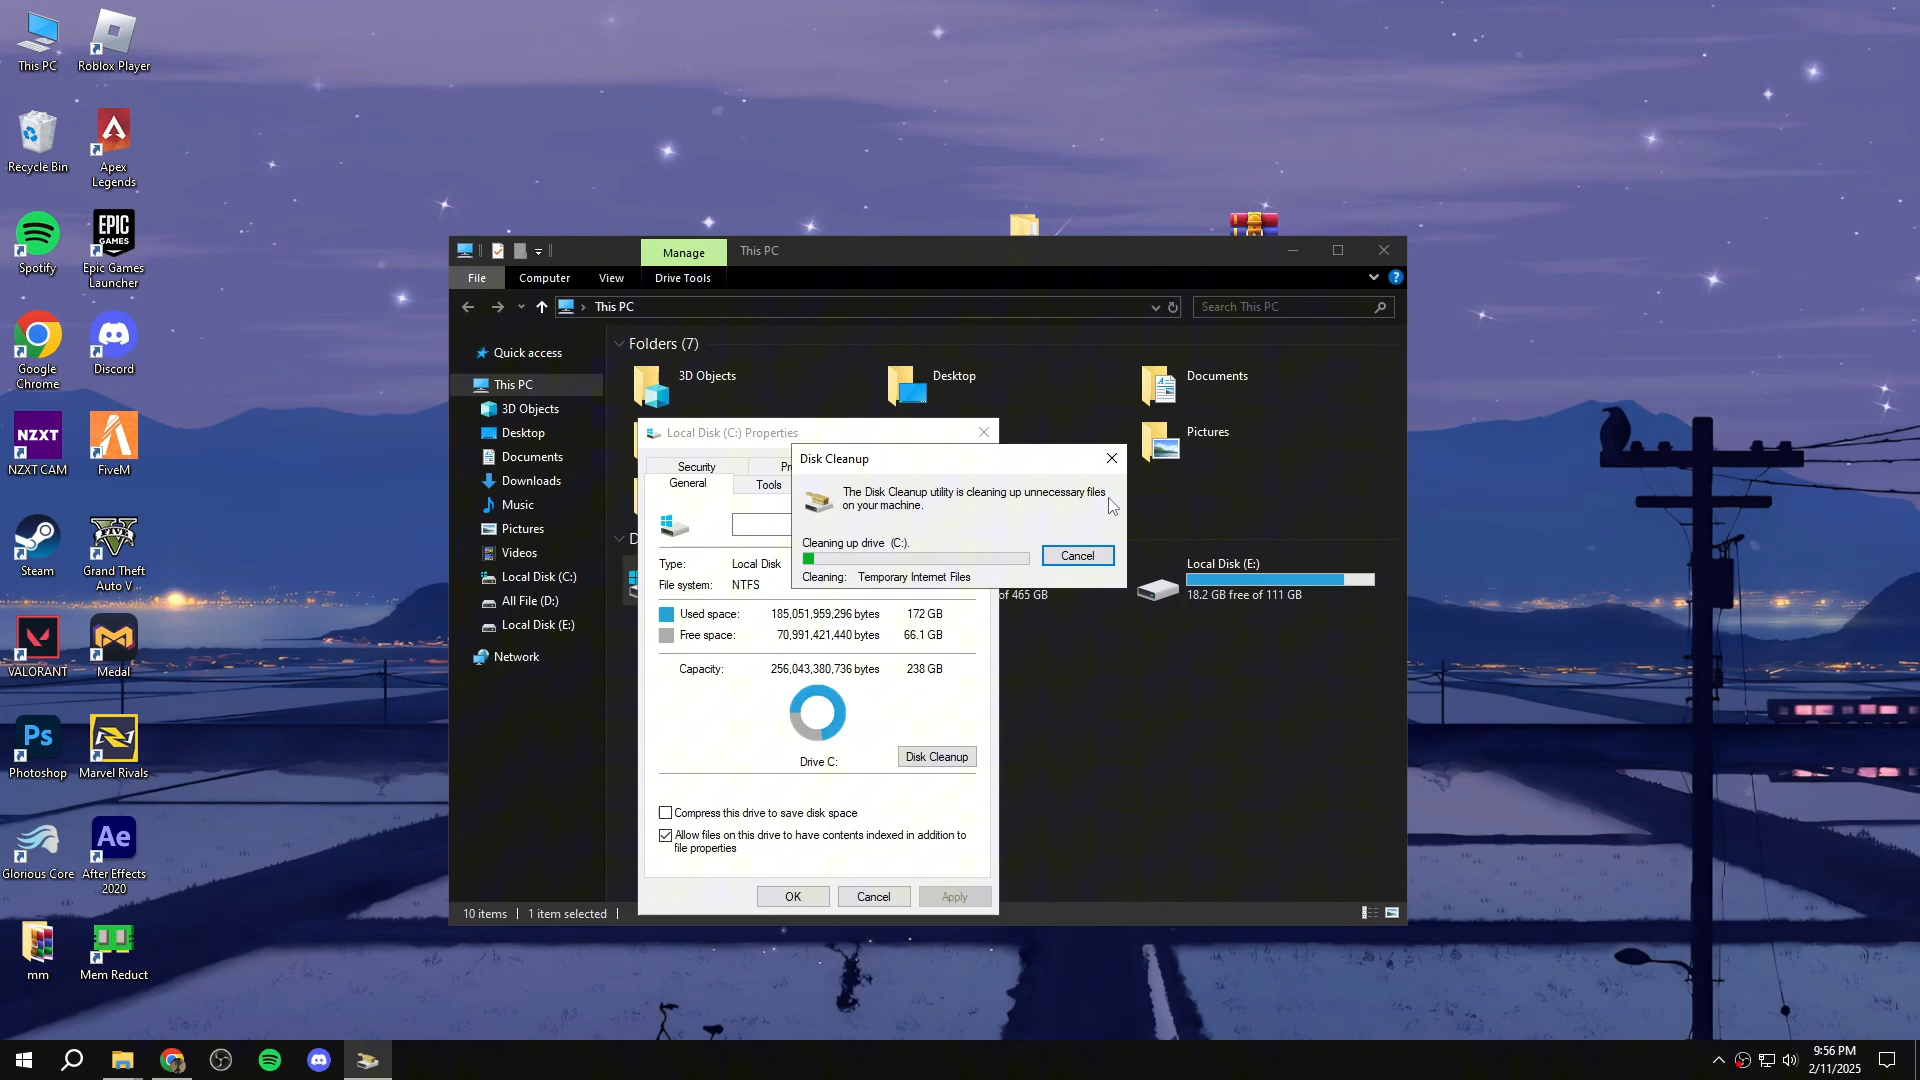 This PC
Roblox Player
Recycle Bin
Apex
Legends
Spotify
EPIC
GAMES
Epic Games
Launcher
Google
Chrome
Discord
NZXT
NZXT CAM
FiveM
Steam
Grand Theft
Auto V
VALORANT
Medal
Ps
Photoshop
Marvel Rivals
Glorious Core
Ae
After Effects
2020
mm
Mem Reduct
Manage
This PC
File
Computer
View
Drive Tools
This PC
Search This PC
Quick access
This PC
3D Objects
Desktop
Documents
Downloads
Music
Pictures
Videos
Local Disk (C:)
All File (D:)
Local Disk (E:)
Network
Folders (7)
3D Objects
Desktop
Documents
Pictures
D
of 465 GB
Local Disk (E:)
18.2 GB free of 111 GB
10 items
1 item selected
Local Disk (C:) Properties
Security
Pr
General
Tools
Type:
Local Disk
File system:
NTFS
Used space:
185,051,959,296 bytes
172 GB
Free space:
70,991,421,440 bytes
66.1 GB
Capacity:
256,043,380,736 bytes
238 GB
Drive C:
Disk Cleanup
Compress this drive to save disk space
Allow files on this drive to have contents indexed in addition to
file properties
OK
Cancel
Apply
Disk Cleanup
The Disk Cleanup utility is cleaning up unnecessary files
on your machine.
Cleaning up drive (C:).
Cancel
Cleaning: Temporary Internet Files
9:56 PM
2/11/2025